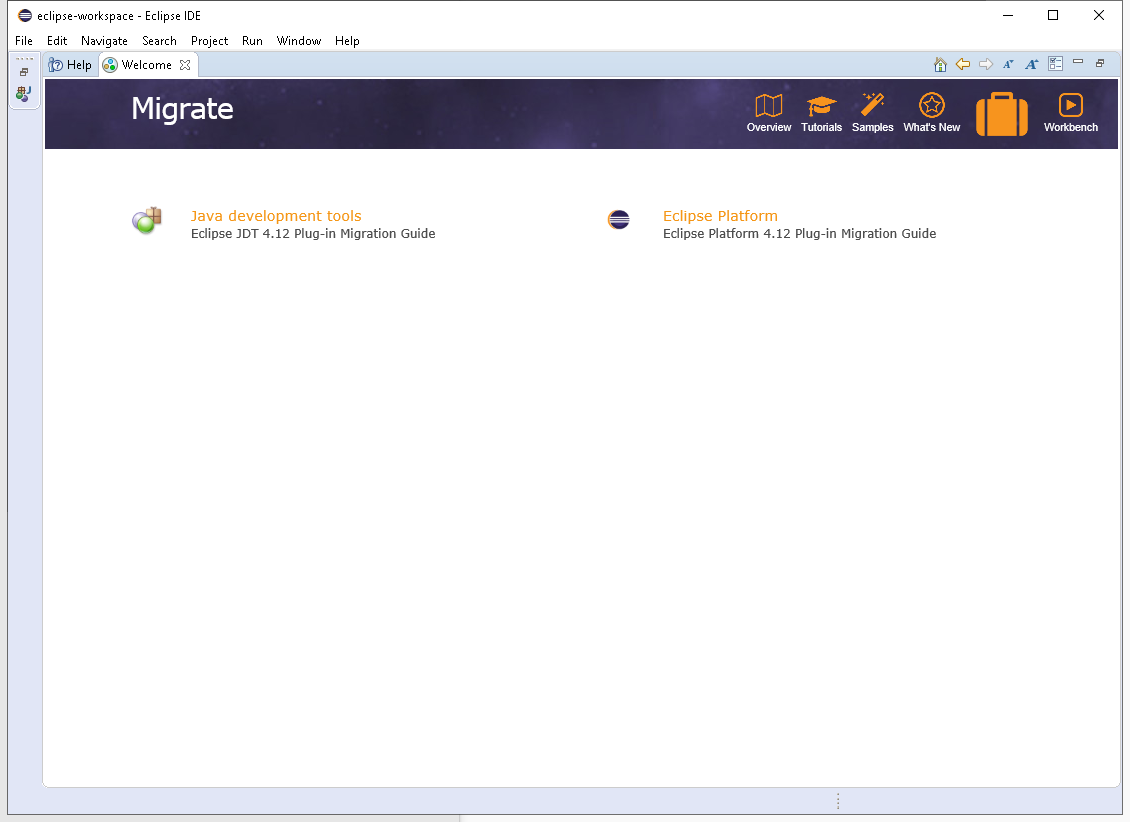 eclipse-workspace - Eclipse IDE
File Edit Navigate Search Project Run Window Help
Help Welcome
Migrate
Overview Tutorials Samples What's New Workbench
Java development tools
Eclipse JDT 4.12 Plug-in Migration Guide
Eclipse Platform
Eclipse Platform 4.12 Plug-in Migration Guide